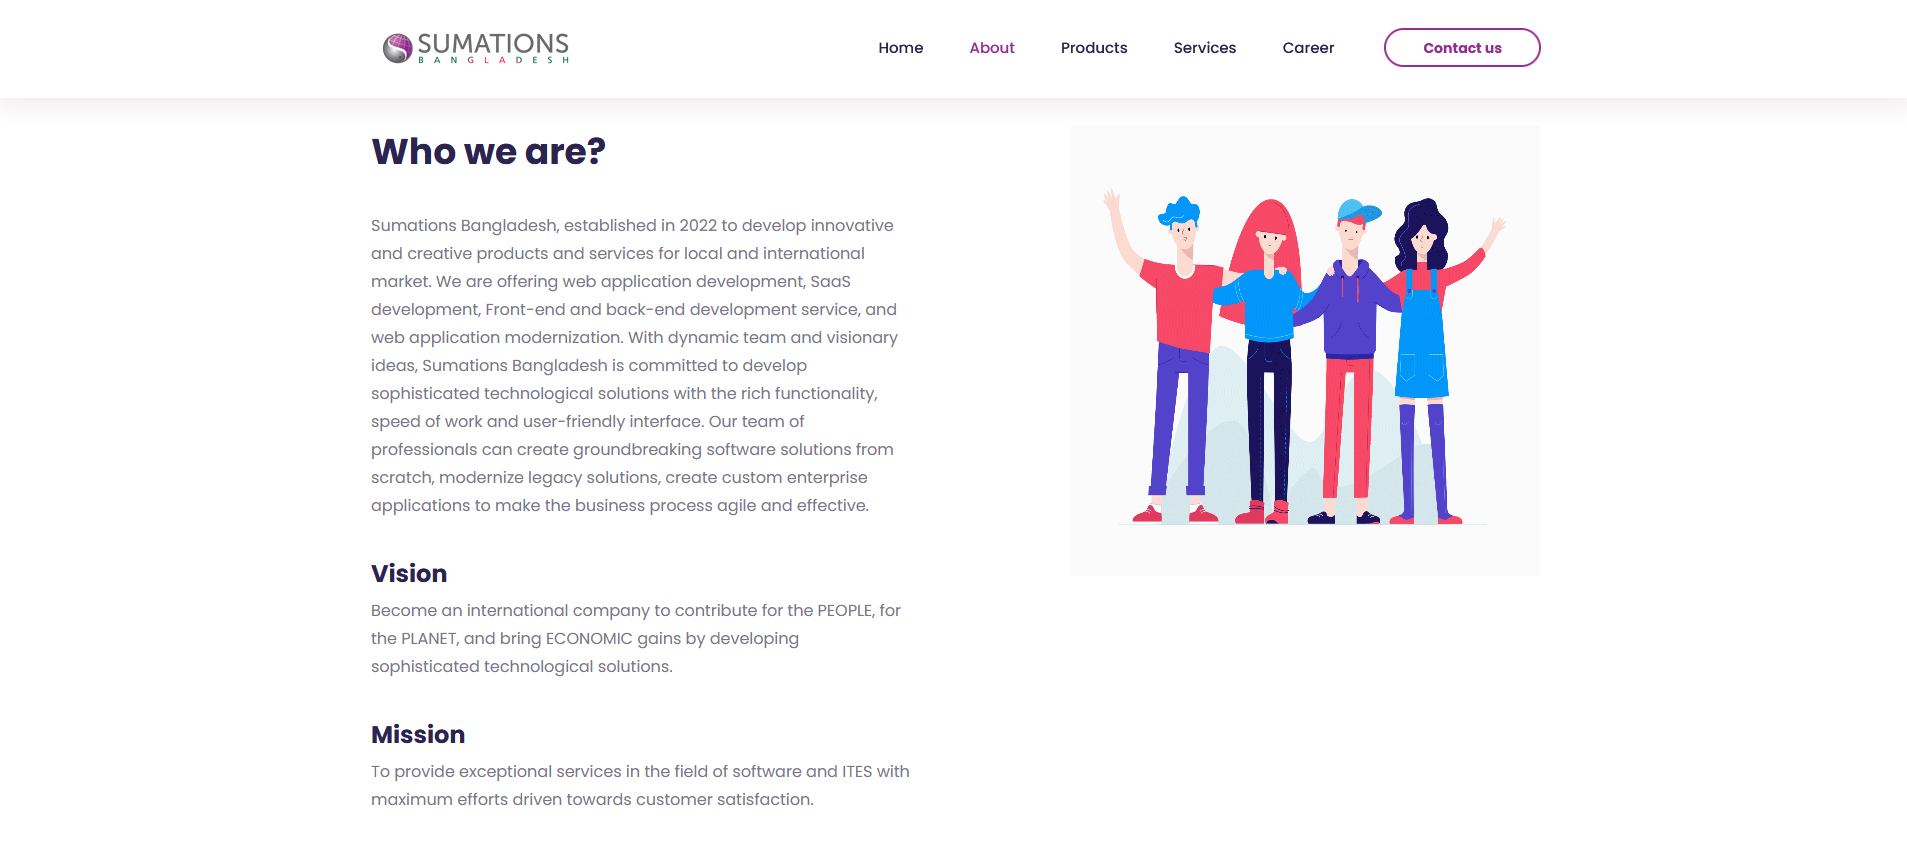 SUMATIONS
BANGLADESH
Home About Products Services Career Contact us
Who we are?
Sumations Bangladesh, established in 2022 to develop innovative
and creative products and services for local and international
market. We are offering web application development, SaaS
development, Front-end and back-end development service, and
web application modernization. With dynamic team and visionary
ideas, Sumations Bangladesh is committed to develop
sophisticated technological solutions with the rich functionality,
speed of work and user-friendly interface. Our team of
professionals can create groundbreaking software solutions from
scratch, modernize legacy solutions, create custom enterprise
applications to make the business process agile and effective.
Vision
Become an international company to contribute for the PEOPLE, for
the PLANET, and bring ECONOMIC gains by developing
sophisticated technological solutions.
Mission
To provide exceptional services in the field of software and ITES with
maximum efforts driven towards customer satisfaction.